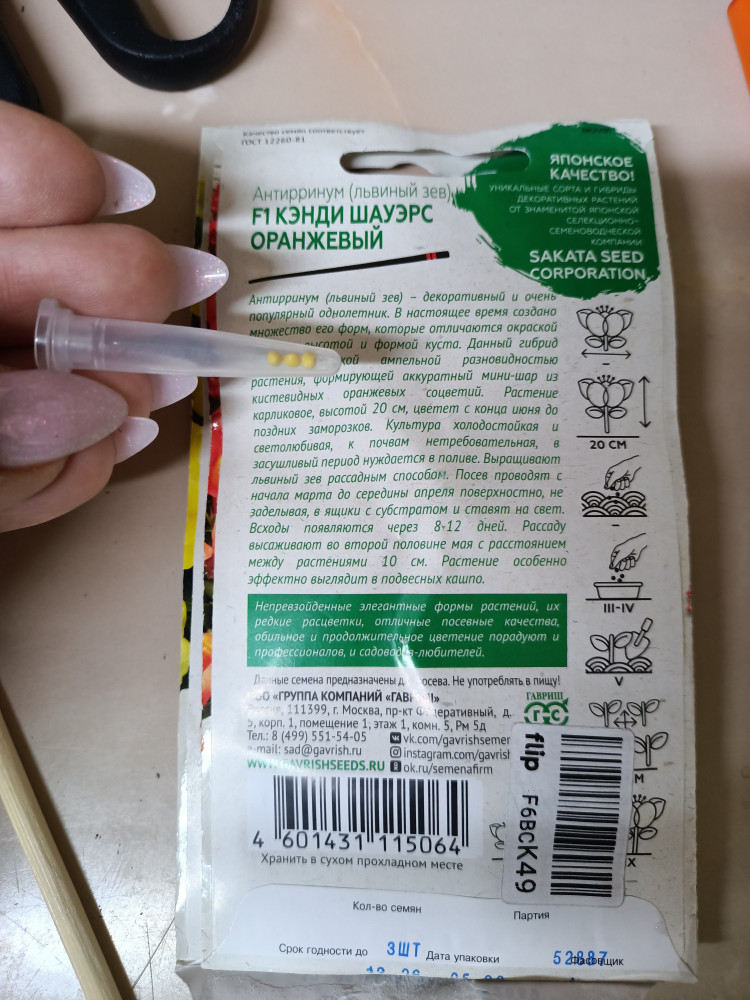 Качество семян соответствует
ГОСТ 12260-81
Антирринум (львиный зев)
F1 КЭНДИ ШАУЭРС
ОРАНЖЕВЫЙ
ЯПОНСКОЕ
КАЧЕСТВО!
УНИКАЛЬНЫЕ СОРТА И ГИБРИДЫ
ДЕКОРАТИВНЫХ РАСТЕНИЙ
ОТ ЗНАМЕНИТОЙ ЯПОНСКОЙ
СЕЛЕКЦИОННО-
СЕМЕНОВОДЧЕСКОЙ
КОМПАНИИ
SAKATA SEED
CORPORATION
Антирринум (львиный зев) – декоративный и очень
популярный однолетник. В настоящее время создано
множество его форм, которые отличаются окраской
высотой и формой куста. Данный гибрид
ампельной разновидностью
растения, формирующей аккуратный мини-шар из
кистевидных оранжевых соцветий. Растение
карликовое, высотой 20 см, цветет с конца июня до
поздних заморозков. Культура холодостойкая и
светолюбивая, к почвам нетребовательная, в
засушливый период нуждается в поливе. Выращивают
львиный зев рассадным способом. Посев проводят с
начала марта до середины апреля поверхностно, не
заделывая, в ящики с субстратом и ставят на свет.
Всходы появляются через 8-12 дней. Рассаду
высаживают во второй половине мая с расстоянием
между растениями 10 см. Растение особенно
эффектно выглядит в подвесных кашпо.
–
20 СМ
–
III-IV
V
М
X
Непревзойденные элегантные формы растений, их
редкие расцветки, отличные посевные качества,
обильное и продолжительное цветение порадуют и
профессионалов, и садоводов-любителей.
Данные семена предназначены для посева. Не употреблять в пищу!
ООО «ГРУППА КОМПАНИЙ «ГАВРИШ»
Россия, 111399, г. Москва, пр-кт Федеративный, д.
5, корп. 1, помещение 1, этаж 1, комн. 5, Рм 5д
Тел.: 8 (499) 551-54-05
e-mail: sad@gavrish.ru
WWW.GAVRISHSEEDS.RU
vk.com/gavrishsemen
instagram.com/gavrish
ok.ru/semenafirm
ГАВРИШ
flip
F6BCK49
4 601431 115064
Хранить в сухом прохладном месте
Кол-во семян
Партия
Срок годности до
3ШТ
Дата упаковки
52887
Фасовщик